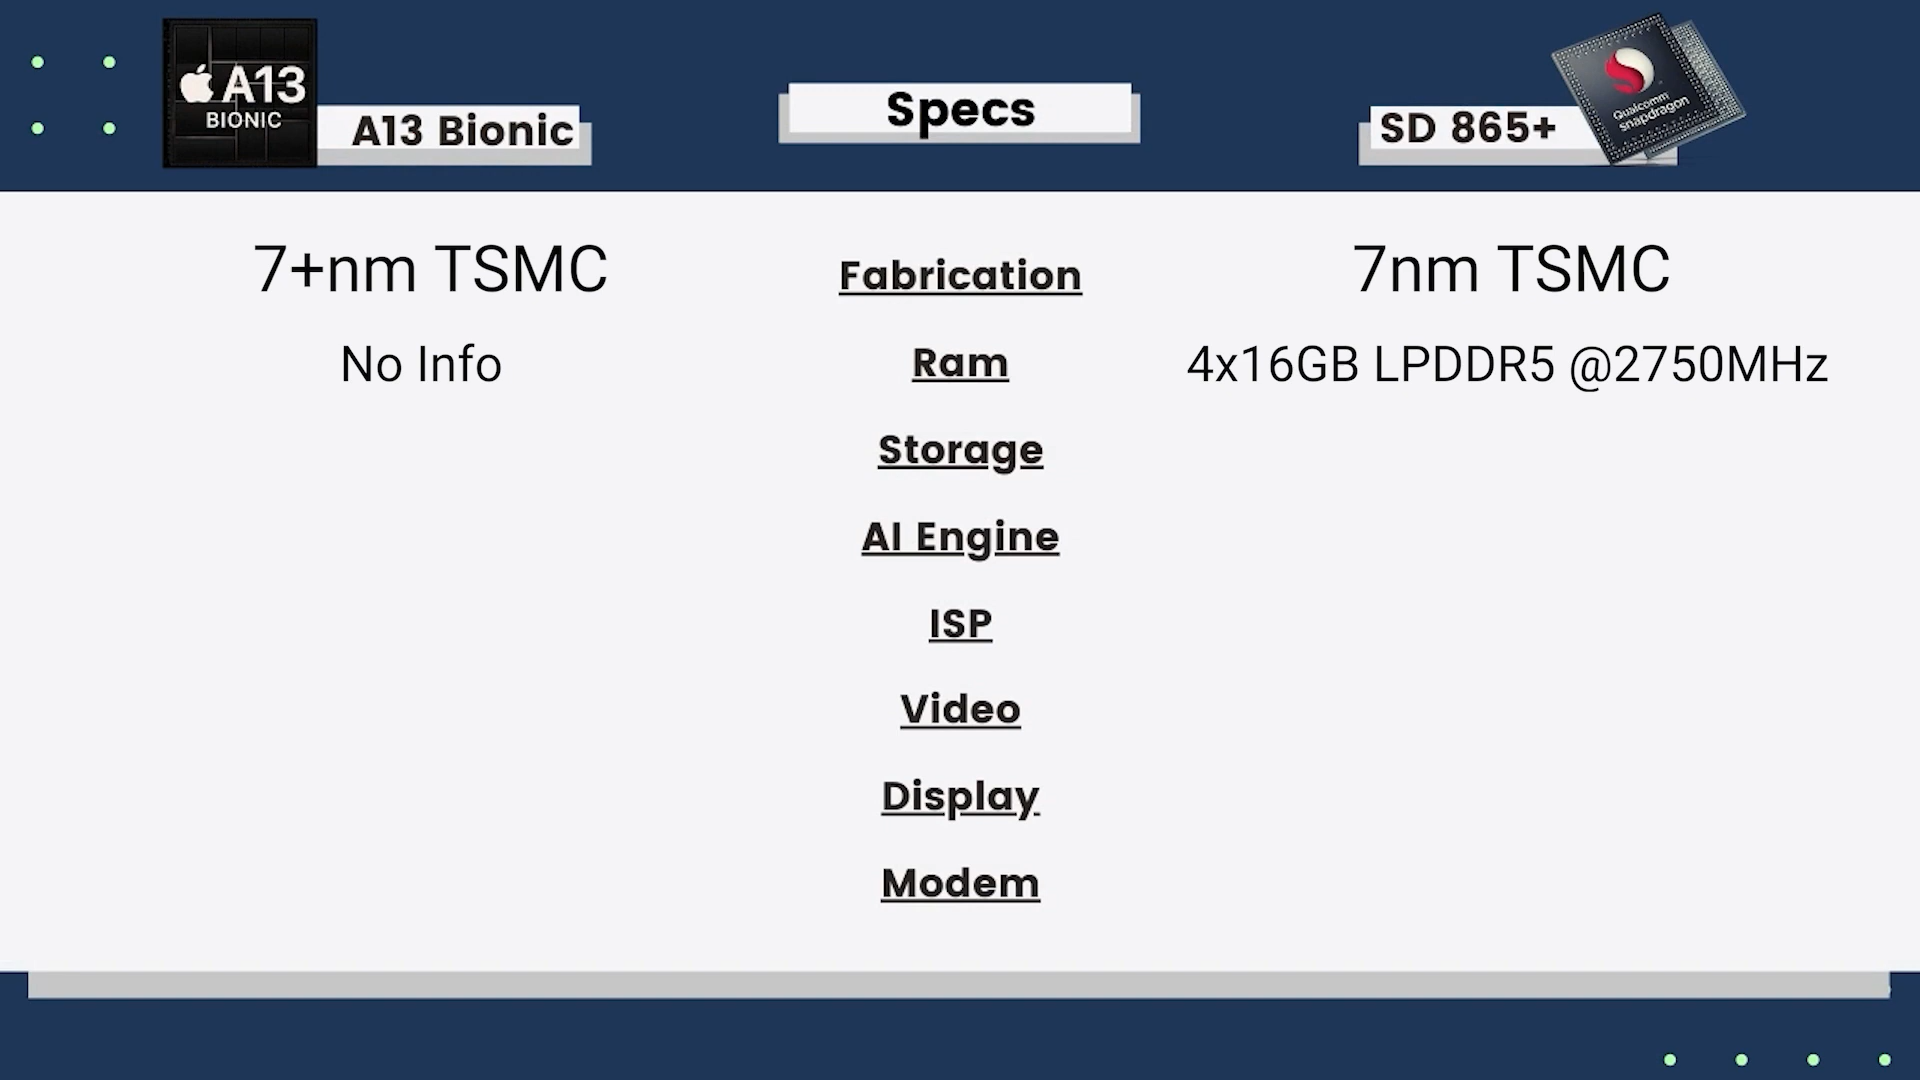 A13
BIONIC
A13 Bionic
Specs
SD 865+
Qualcomm
snapdragon
7+nm TSMC
Fabrication
7nm TSMC
No Info
Ram
4x16GB LPDDR5 @2750MHz
Storage
AI Engine
ISP
Video
Display
Modem